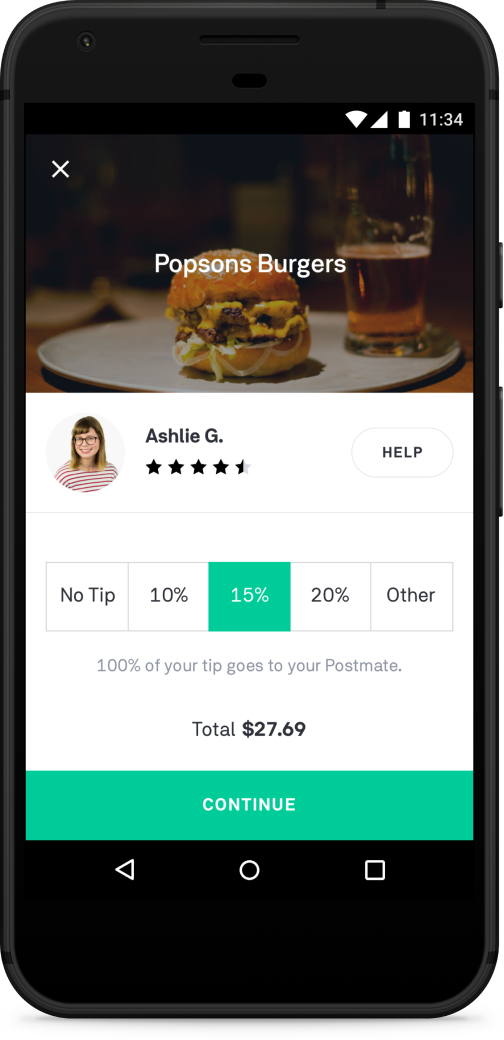 11:34
Popsons Burgers
Ashlie G.
HELP
No Tip 10% 15% 20% Other
100% of your tip goes to your Postmate.
Total $27.69
CONTINUE